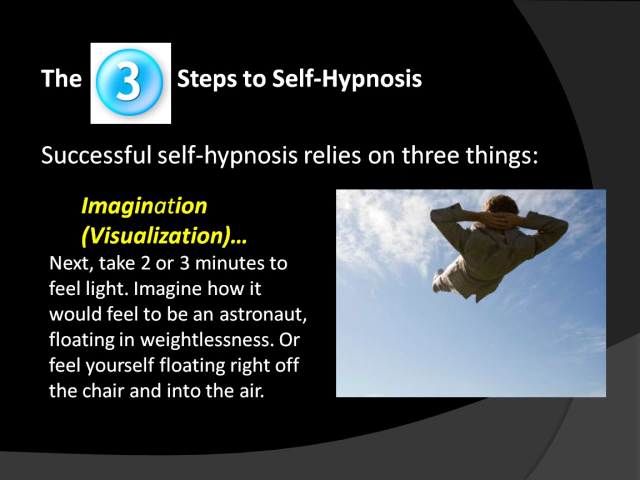 The 3 Steps to Self-Hypnosis
Successful self-hypnosis relies on three things:
Imagination
(Visualization)…
Next, take 2 or 3 minutes to
feel light. Imagine how it
would feel to be an astronaut,
floating in weightlessness. Or
feel yourself floating right off
the chair and into the air.